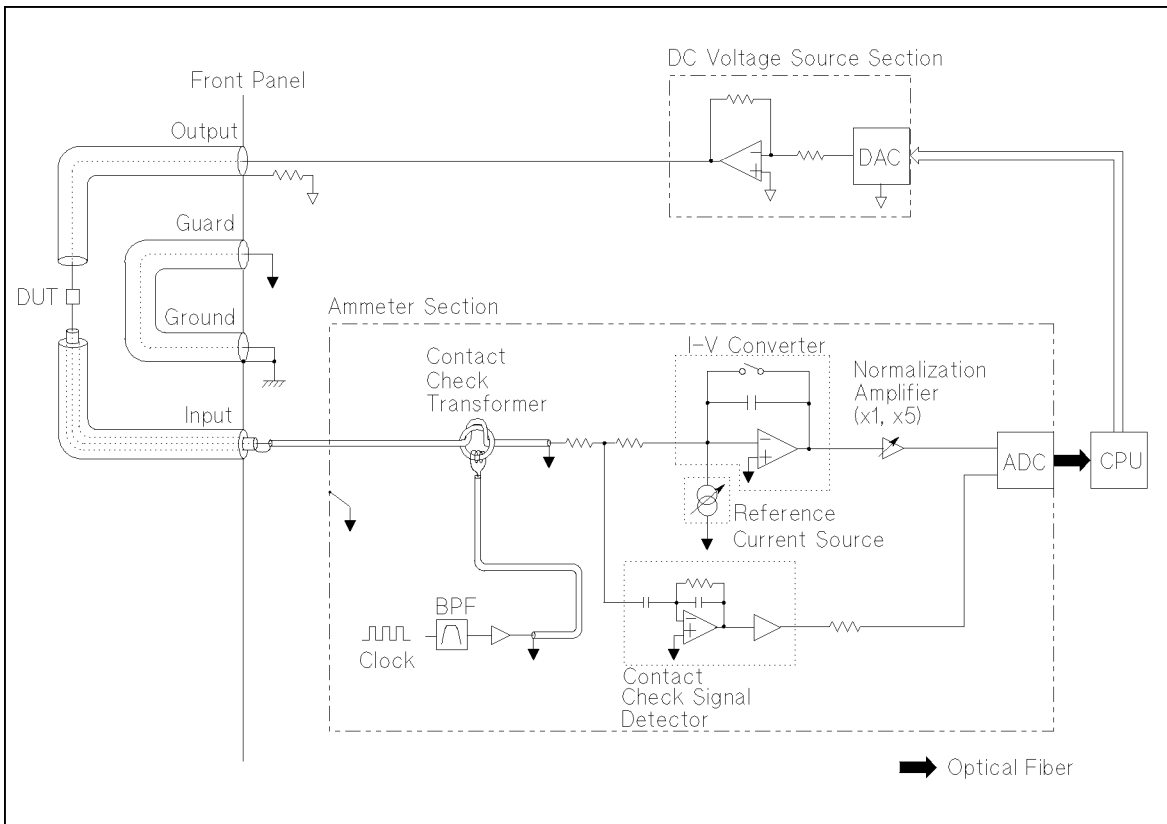 DC Voltage Source Section
Front Panel
Output
DAC
Guard
DUT
Ground
Ammeter Section
I-V Converter
Contact
Check
Transformer
Normalization
Amplifier
(x1, x5)
Input
ADC
CPU
Reference
Current Source
BPF
Clock
Contact
Check Signal
Detector
Optical Fiber